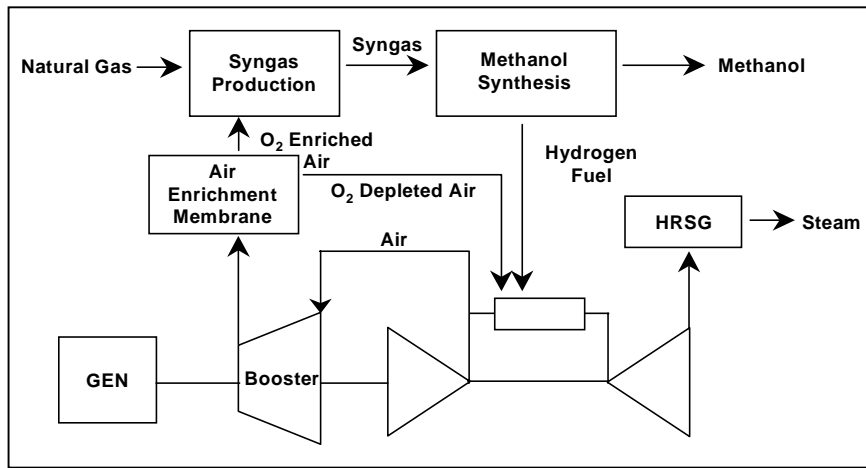 Natural Gas
Syngas
Production
Syngas
Methanol
Synthesis
Methanol
O2 Enriched
Air
Air
Enrichment
Membrane
O2 Depleted Air
Hydrogen
Fuel
HRSG
Steam
Air
GEN
Booster